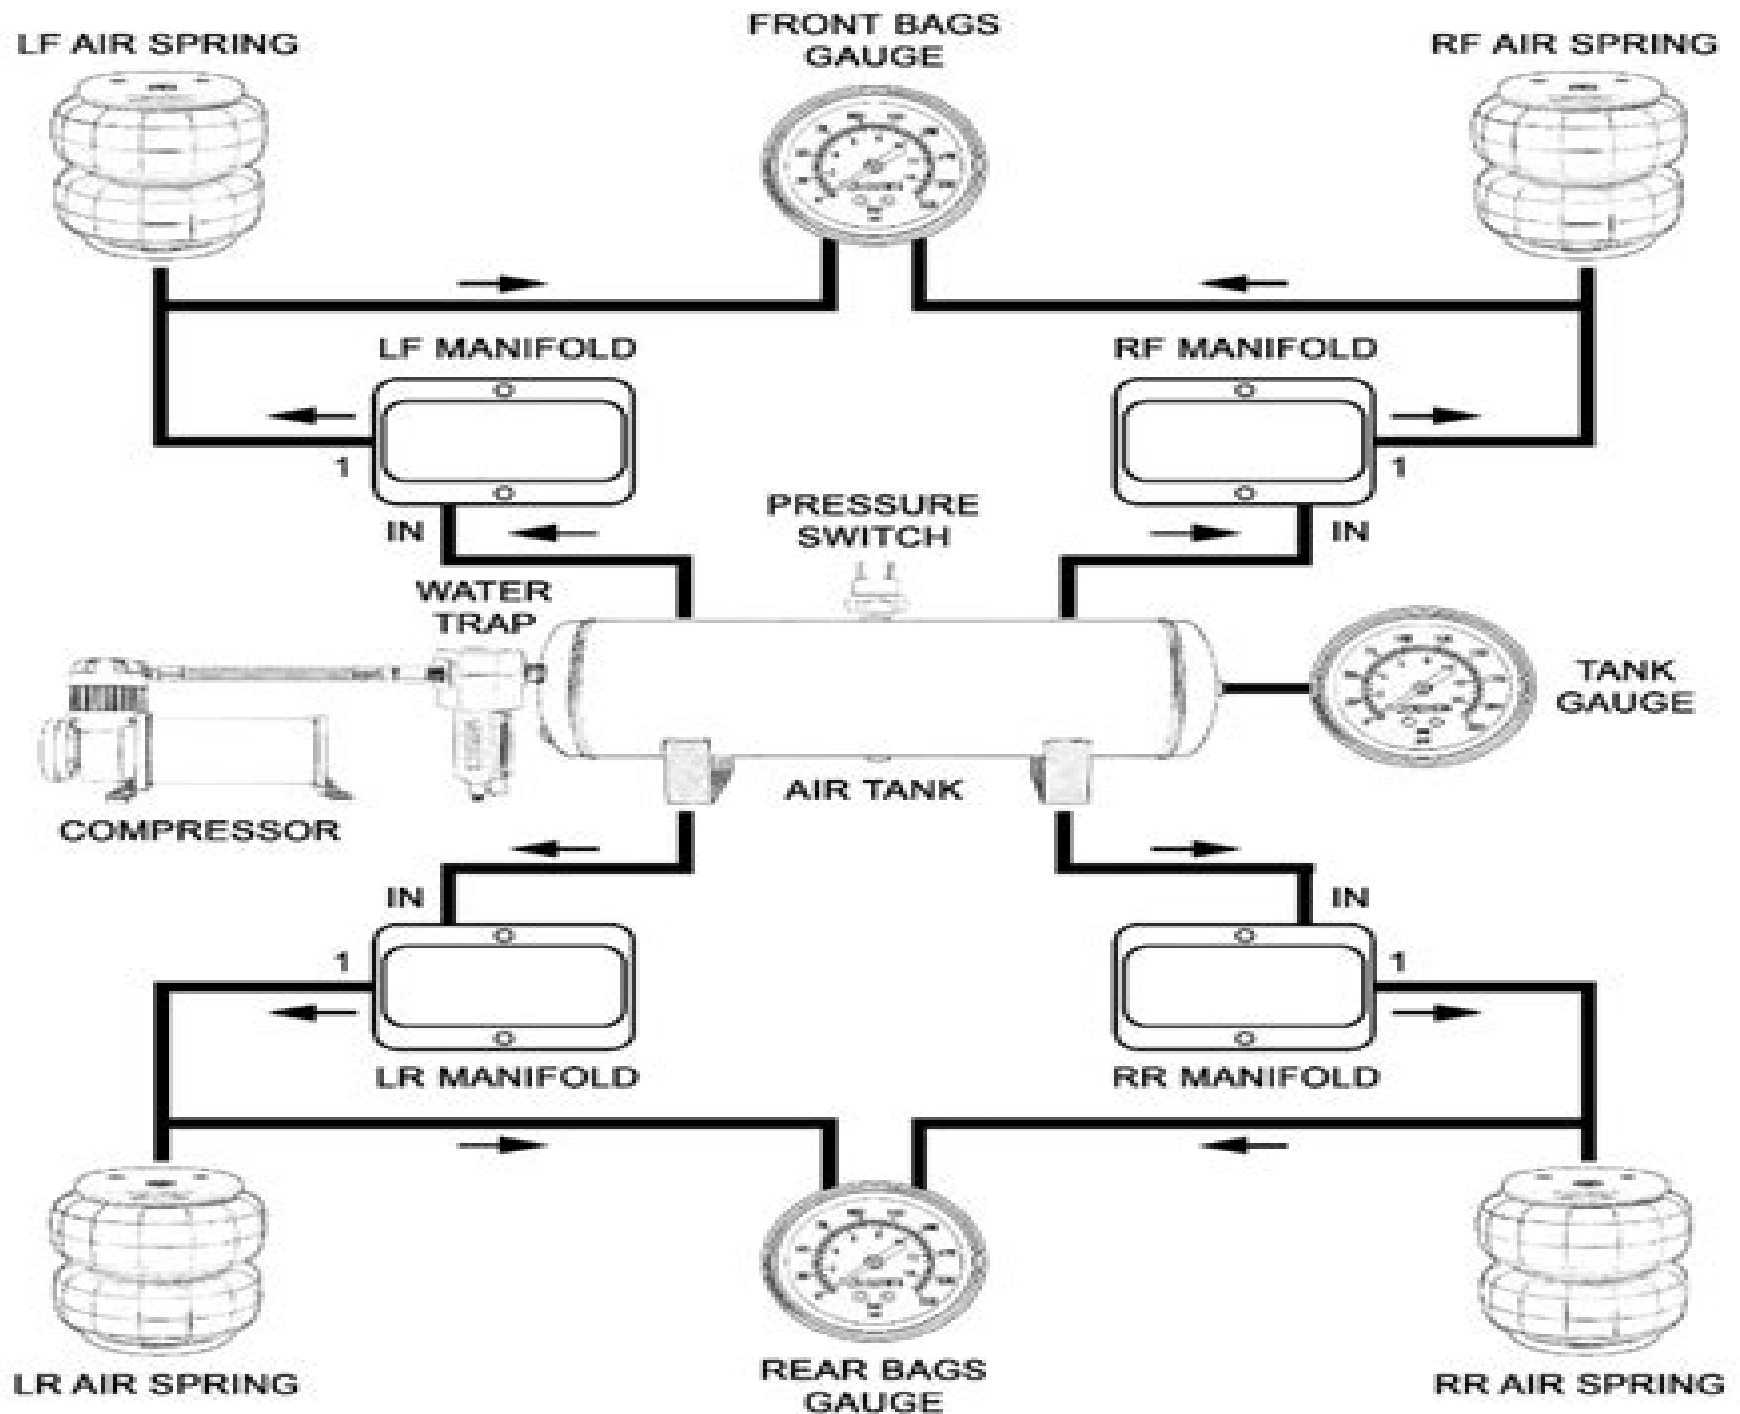 FRONT BAGS
GAUGE
LF AIR SPRING
RF AIR SPRING
LF MANIFOLD
RF MANIFOLD
1
1
PRESSURE
SWITCH
IN
IN
WATER
TRAP
TANK
GAUGE
AIR TANK
COMPRESSOR
IN
IN
1
1
LR MANIFOLD
RR MANIFOLD
REAR BAGS
GAUGE
LR AIR SPRING
RR AIR SPRING